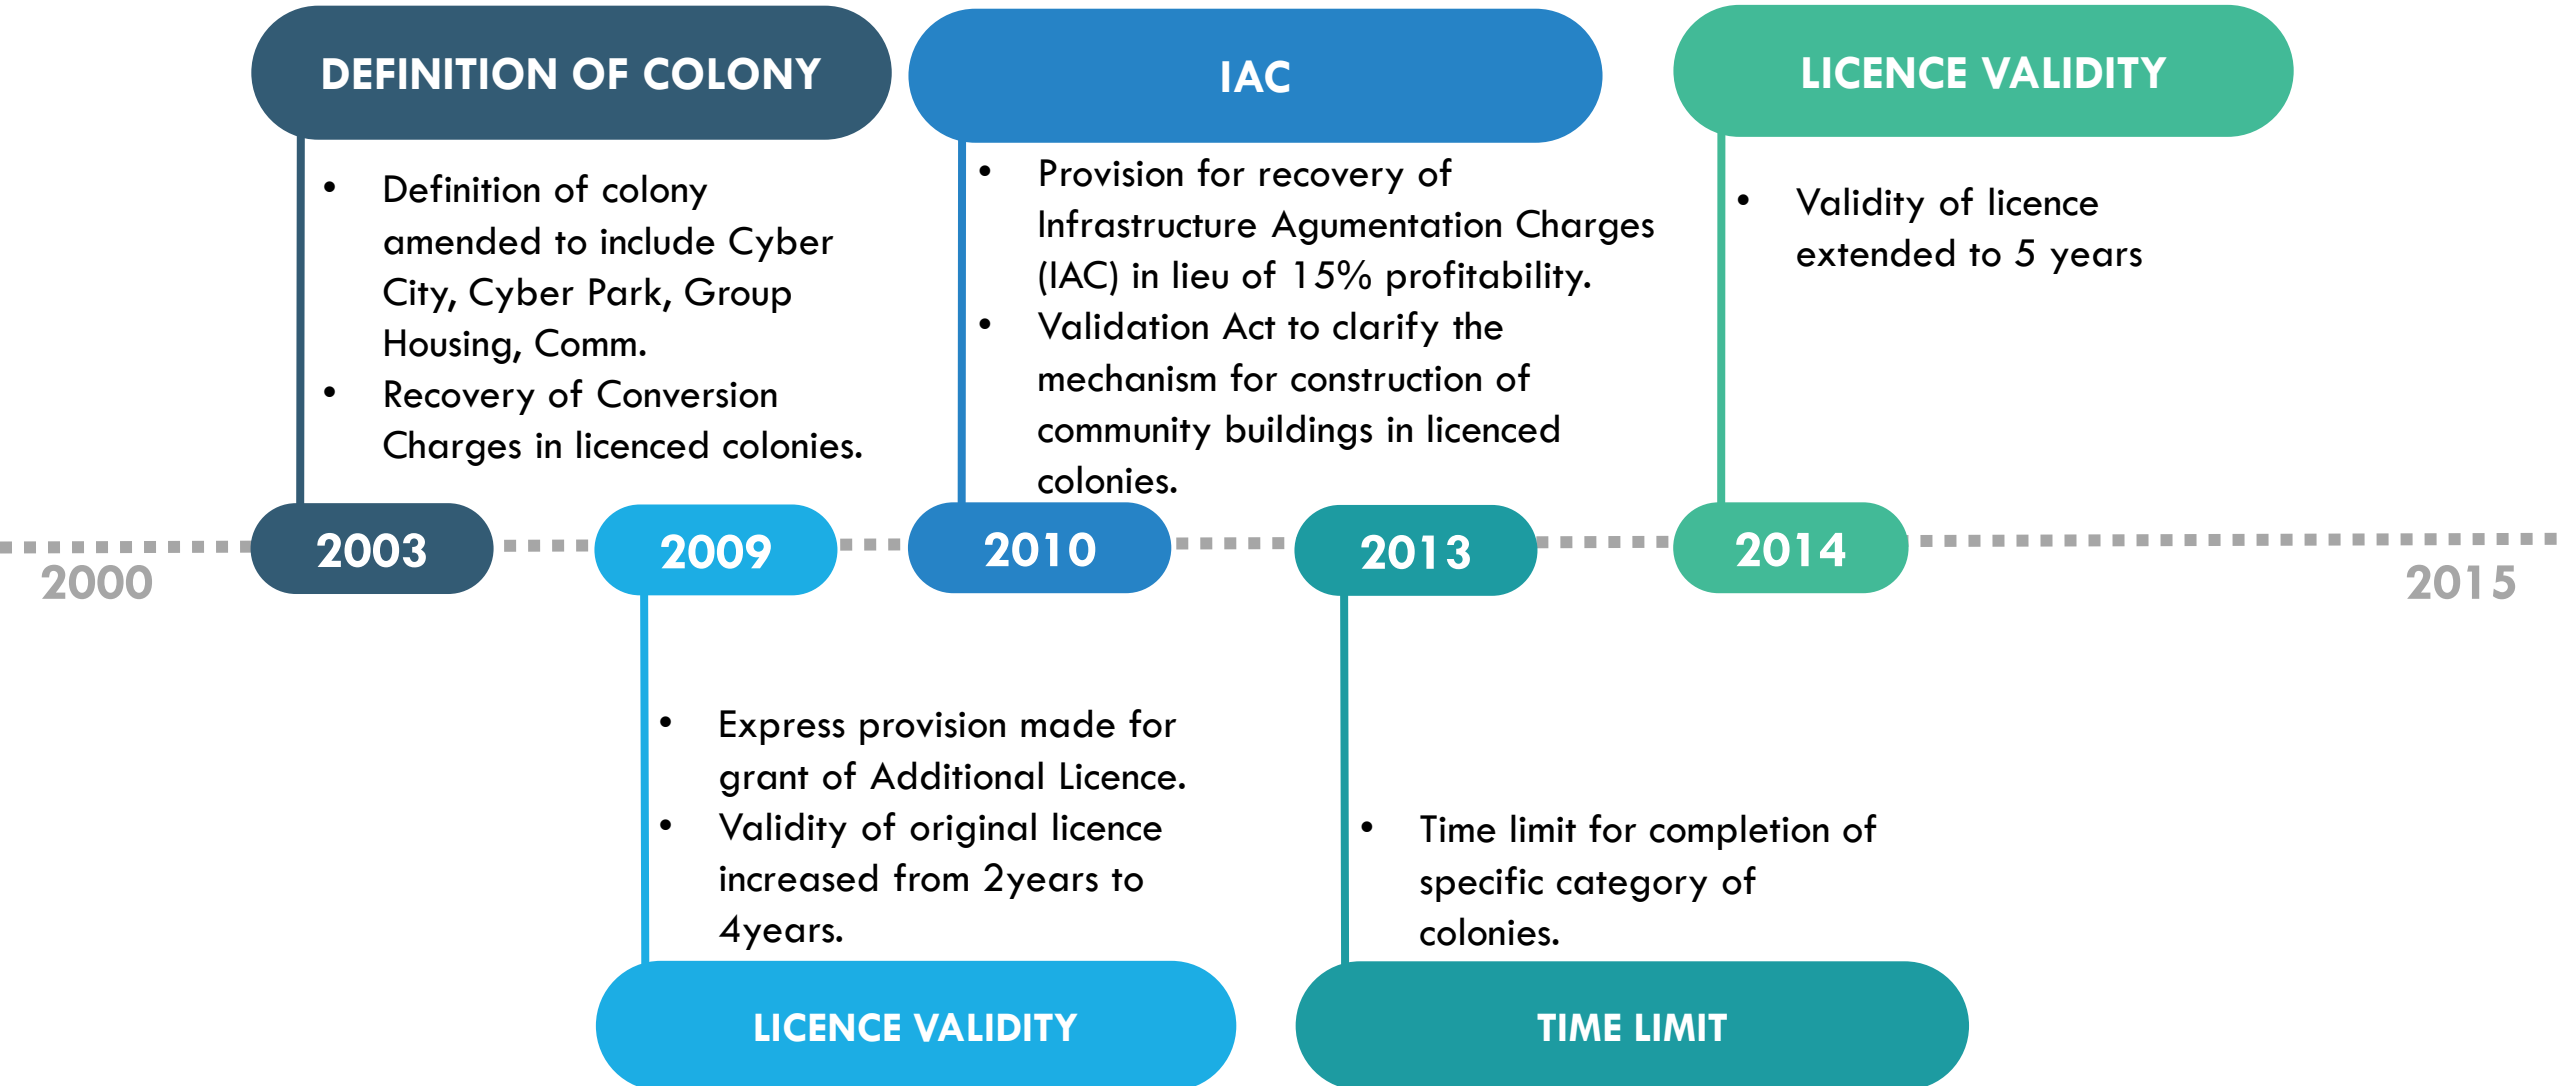 DEFINITION OF COLONY
• Definition of colony
amended to include Cyber
City, Cyber Park, Group
Housing, Comm.
• Recovery of Conversion
Charges in licenced colonies.
IAC
• Provision for recovery of
Infrastructure Agumentation Charges
(IAC) in lieu of 15% profitability.
• Validation Act to clarify the
mechanism for construction of
community buildings in licenced
colonies.
LICENCE VALIDITY
• Validity of licence
extended to 5 years
2000
2003
2009
2010
2013
2014
2015
• Express provision made for
grant of Additional Licence.
• Validity of original licence
increased from 2years to
4years.
LICENCE VALIDITY
• Time limit for completion of
specific category of
colonies.
TIME LIMIT